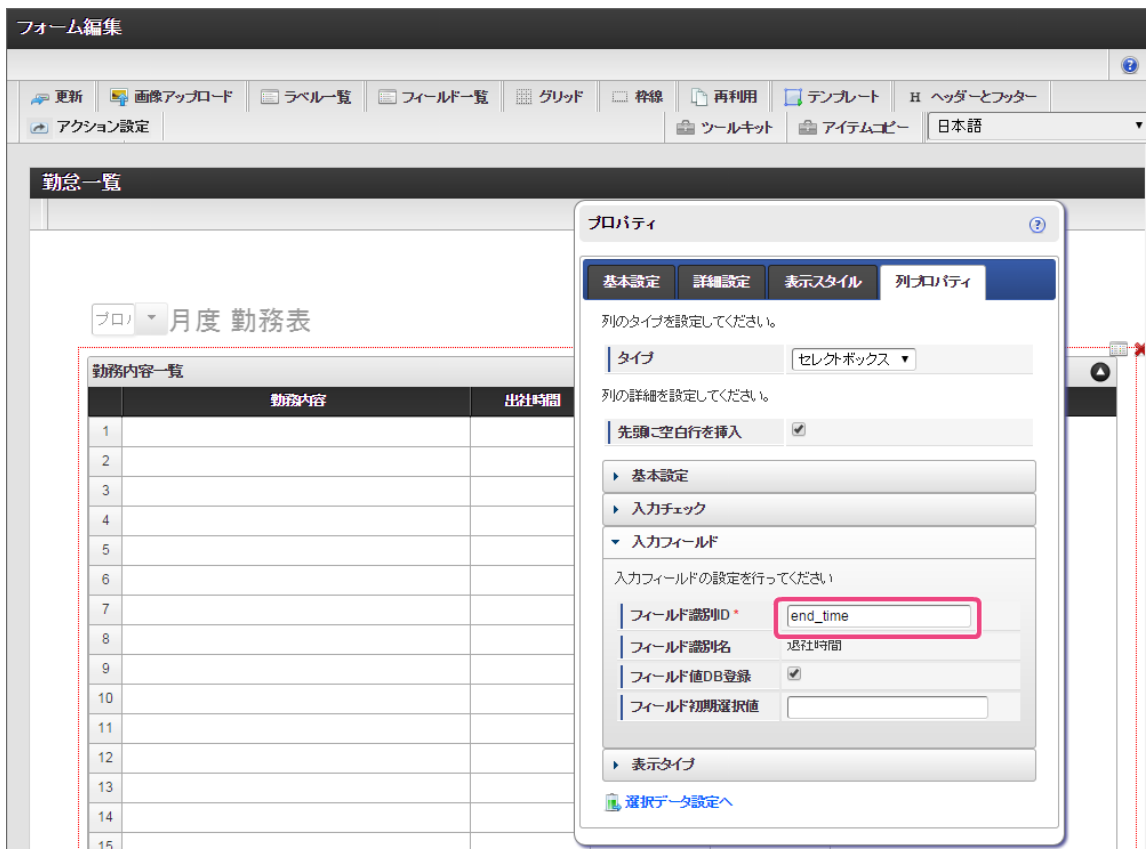 フォーム編集
更新 画像アップロード ラベル一覧 フィールド一覧 グリッド 枠線 再利用 テンプレート H ヘッダーとフッター
アクション設定 ツールキット アイテムコピー 日本語
勤怠一覧
月度 勤務表
勤務内容一覧
勤務内容 出社時間
1
2
3
4
5
6
7
8
9
10
11
12
13
14
15
プロパティ
基本設定 詳細設定 表示スタイル 列プロパティ
列のタイプを設定してください。
タイプ セレクトボックス
列の詳細を設定してください。
先頭に空白行を挿入
基本設定
入力チェック
入力フィールド
入力フィールドの設定を行ってください
フィールド識別ID * end_time
フィールド識別名 退社時間
フィールド値DB登録
フィールド初期選択値
表示タイプ
選択データ設定へ